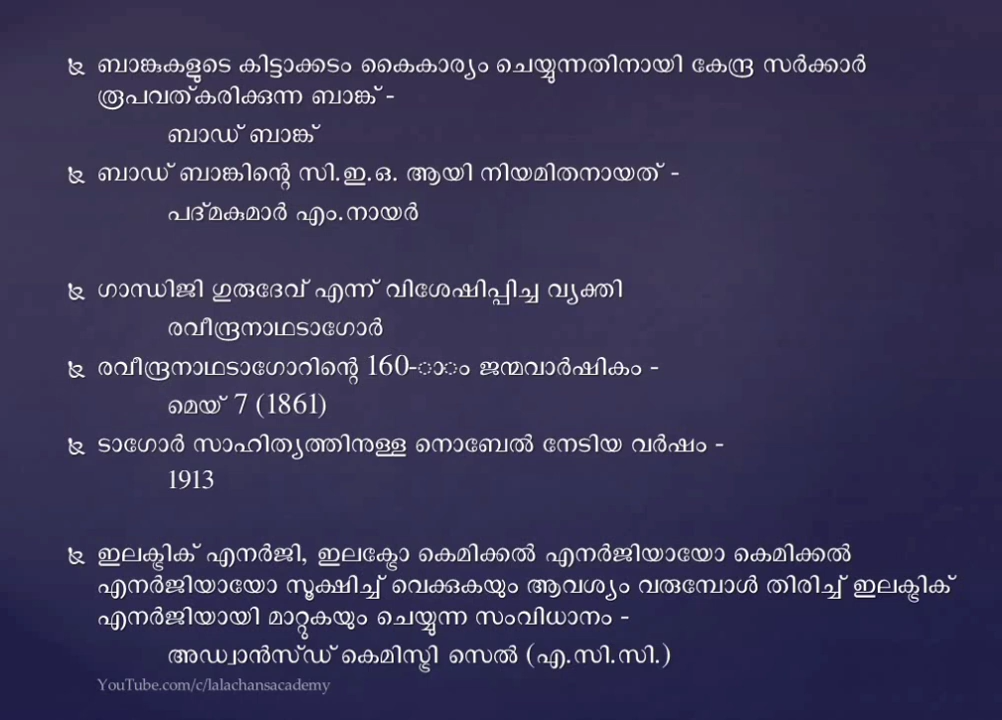 ബാങ്കുകളുടെ കിട്ടാക്കടം കൈകാര്യം ചെയ്യുന്നതിനായി കേന്ദ്ര സർക്കാർ
രൂപവത്കരിക്കുന്ന ബാങ്ക് -
ബാഡ് ബാങ്ക്
ബാഡ് ബാങ്കിന്റെ സി.ഇ.ഒ. ആയി നിയമിതനായത് -
പദ്മകുമാർ എം.നായർ
ഗാന്ധിജി ഗുരുദേവ് എന്ന് വിശേഷിപ്പിച്ച വ്യക്തി
രവീന്ദ്രനാഥടാഗോർ
രവീന്ദ്രനാഥടാഗോറിന്റെ 160-ാാം ജന്മവാർഷികം -
മെയ് 7 (1861)
ടാഗോർ സാഹിത്യത്തിനുള്ള നൊബേൽ നേടിയ വർഷം -
1913
ഇലക്ട്രിക് എനർജി, ഇലക്ട്രോ കെമിക്കൽ എനർജിയായോ കെമിക്കൽ
എനർജിയായോ സൂക്ഷിച്ച് വെക്കുകയും ആവശ്യം വരുമ്പോൾ തിരിച്ച് ഇലക്ട്രിക്
എനർജിയായി മാറ്റുകയും ചെയ്യുന്ന സംവിധാനം -
അഡ്വാൻസ്ഡ് കെമിസ്ട്രി സെൽ (എ.സി.സി.)
YouTube.com/c/lalachansacademy